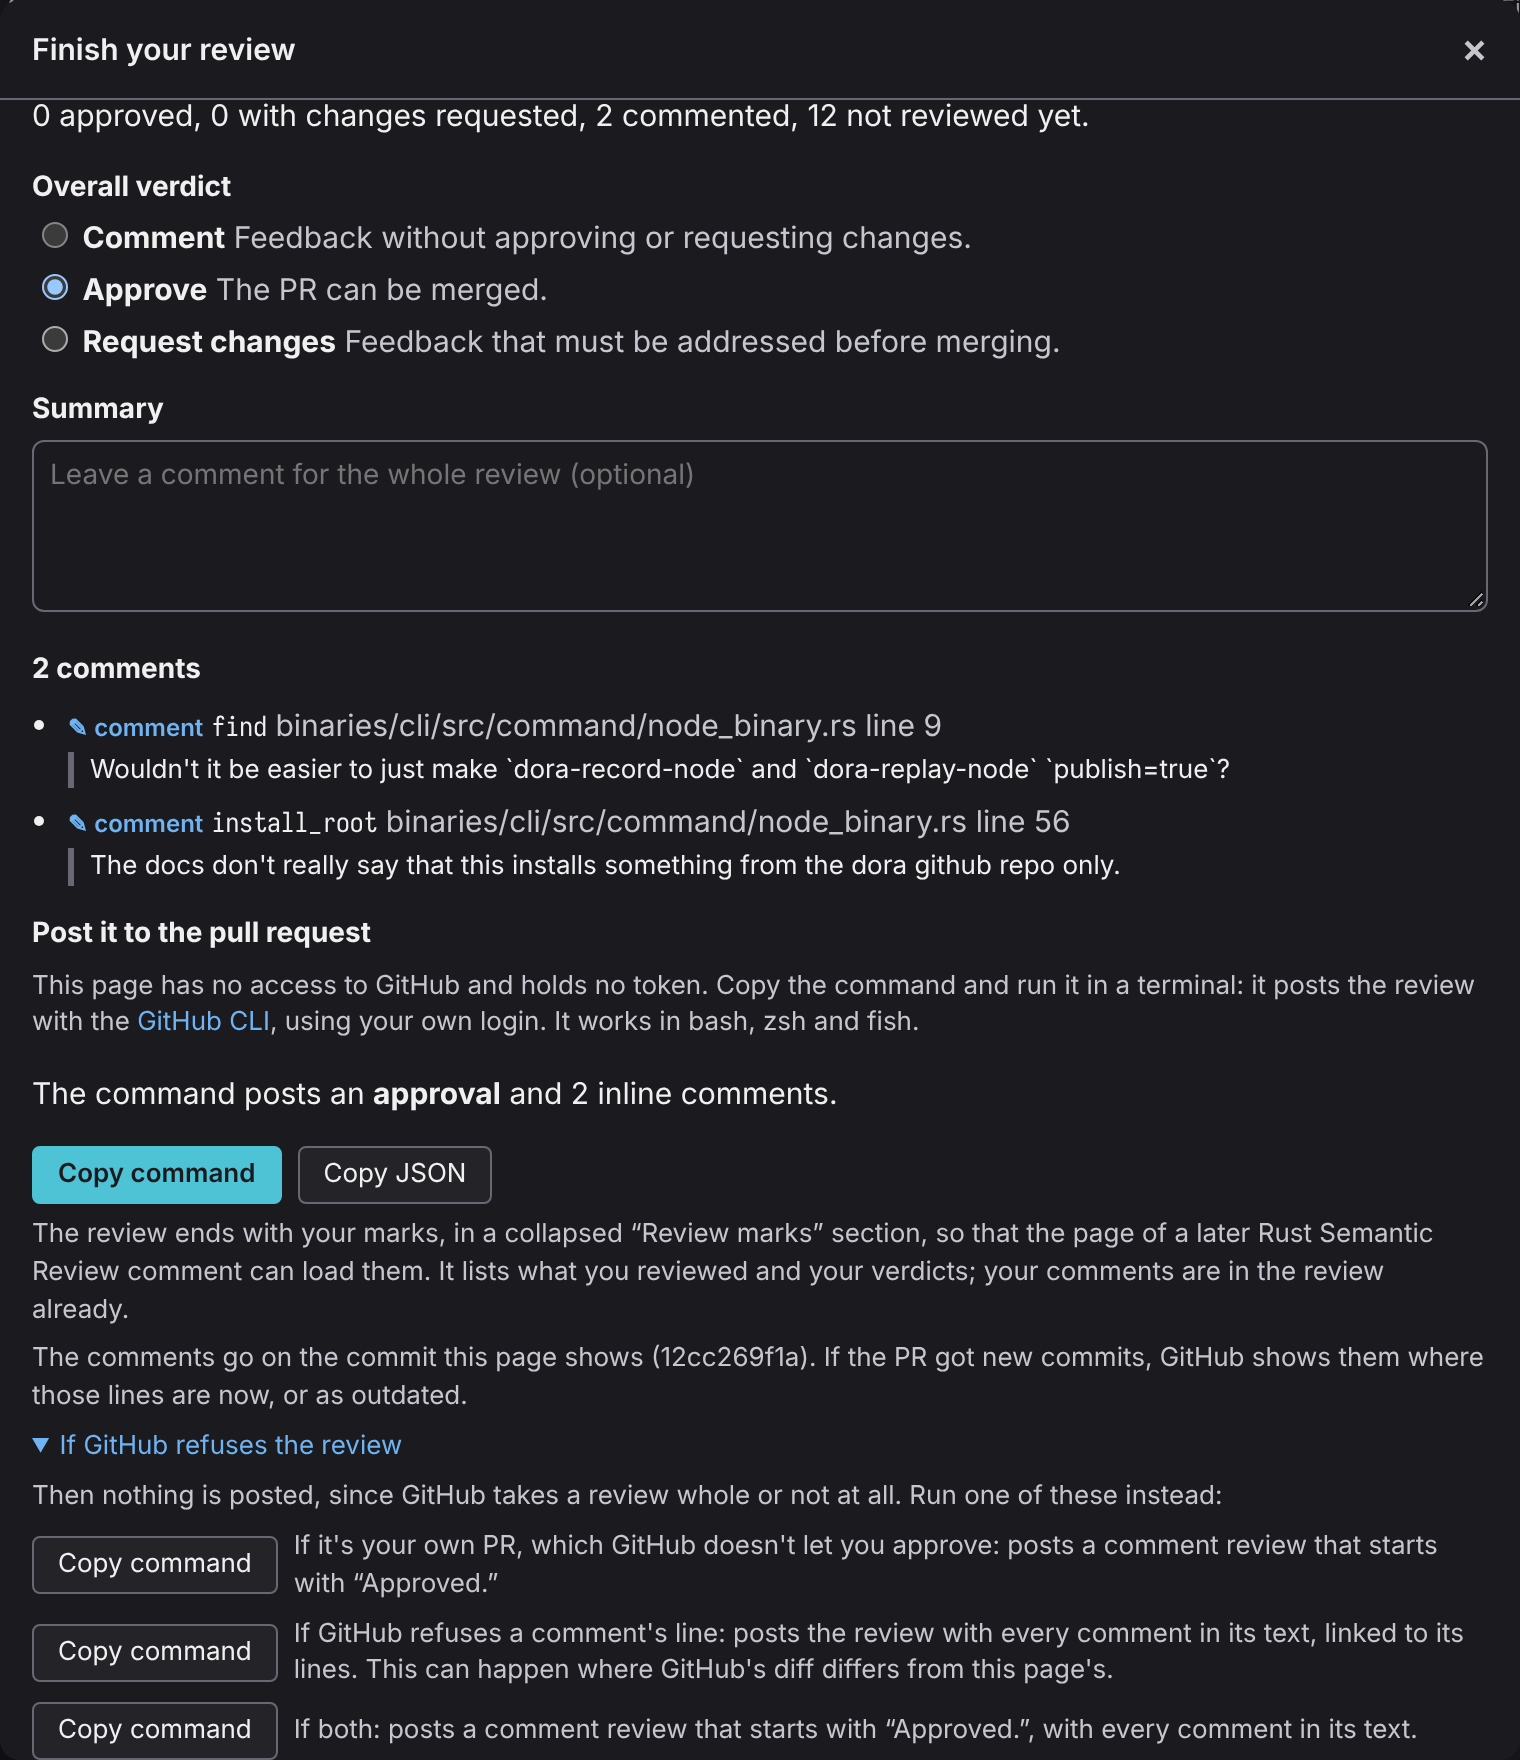 Finish your review
×
0 approved, 0 with changes requested, 2 commented, 12 not reviewed yet.
Overall verdict
Comment Feedback without approving or requesting changes.
Approve The PR can be merged.
Request changes Feedback that must be addressed before merging.
Summary
Leave a comment for the whole review (optional)
2 comments
• ✎ comment find binaries/cli/src/command/node_binary.rs line 9
Wouldn't it be easier to just make `dora-record-node` and `dora-replay-node` `publish=true`?
• ✎ comment install_root binaries/cli/src/command/node_binary.rs line 56
The docs don't really say that this installs something from the dora github repo only.
Post it to the pull request
This page has no access to GitHub and holds no token. Copy the command and run it in a terminal: it posts the review
with the GitHub CLI, using your own login. It works in bash, zsh and fish.
The command posts an approval and 2 inline comments.
Copy command
Copy JSON
The review ends with your marks, in a collapsed “Review marks” section, so that the page of a later Rust Semantic
Review comment can load them. It lists what you reviewed and your verdicts; your comments are in the review
already.
The comments go on the commit this page shows (12cc269f1a). If the PR got new commits, GitHub shows them where
those lines are now, or as outdated.
▼ If GitHub refuses the review
Then nothing is posted, since GitHub takes a review whole or not at all. Run one of these instead:
Copy command
If it's your own PR, which GitHub doesn't let you approve: posts a comment review that starts
with “Approved.”
Copy command
If GitHub refuses a comment's line: posts the review with every comment in its text, linked to its
lines. This can happen where GitHub's diff differs from this page's.
Copy command
If both: posts a comment review that starts with “Approved.”, with every comment in its text.